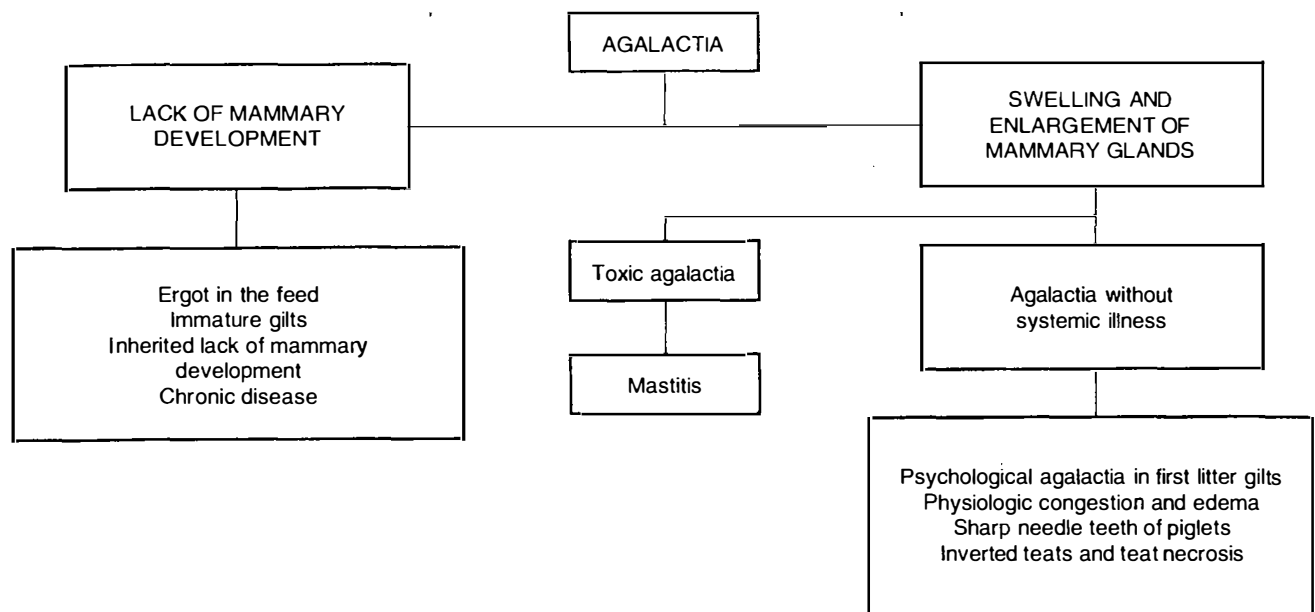 AGALACTIA
LACK OF MAMMARY
DEVELOPMENT
SWELLING AND
ENLARGEMENT OF
MAMMARY GLANDS
Ergot in the feed
Immature gilts
Inherited lack of mammary
development
Chronic disease
Toxic agalactia
Mastitis
Agalactia without
systemic illness
Psychological agalactia in first litter gilts
Physiologic congestion and edema
Sharp needle teeth of piglets
Inverted teats and teat necrosis